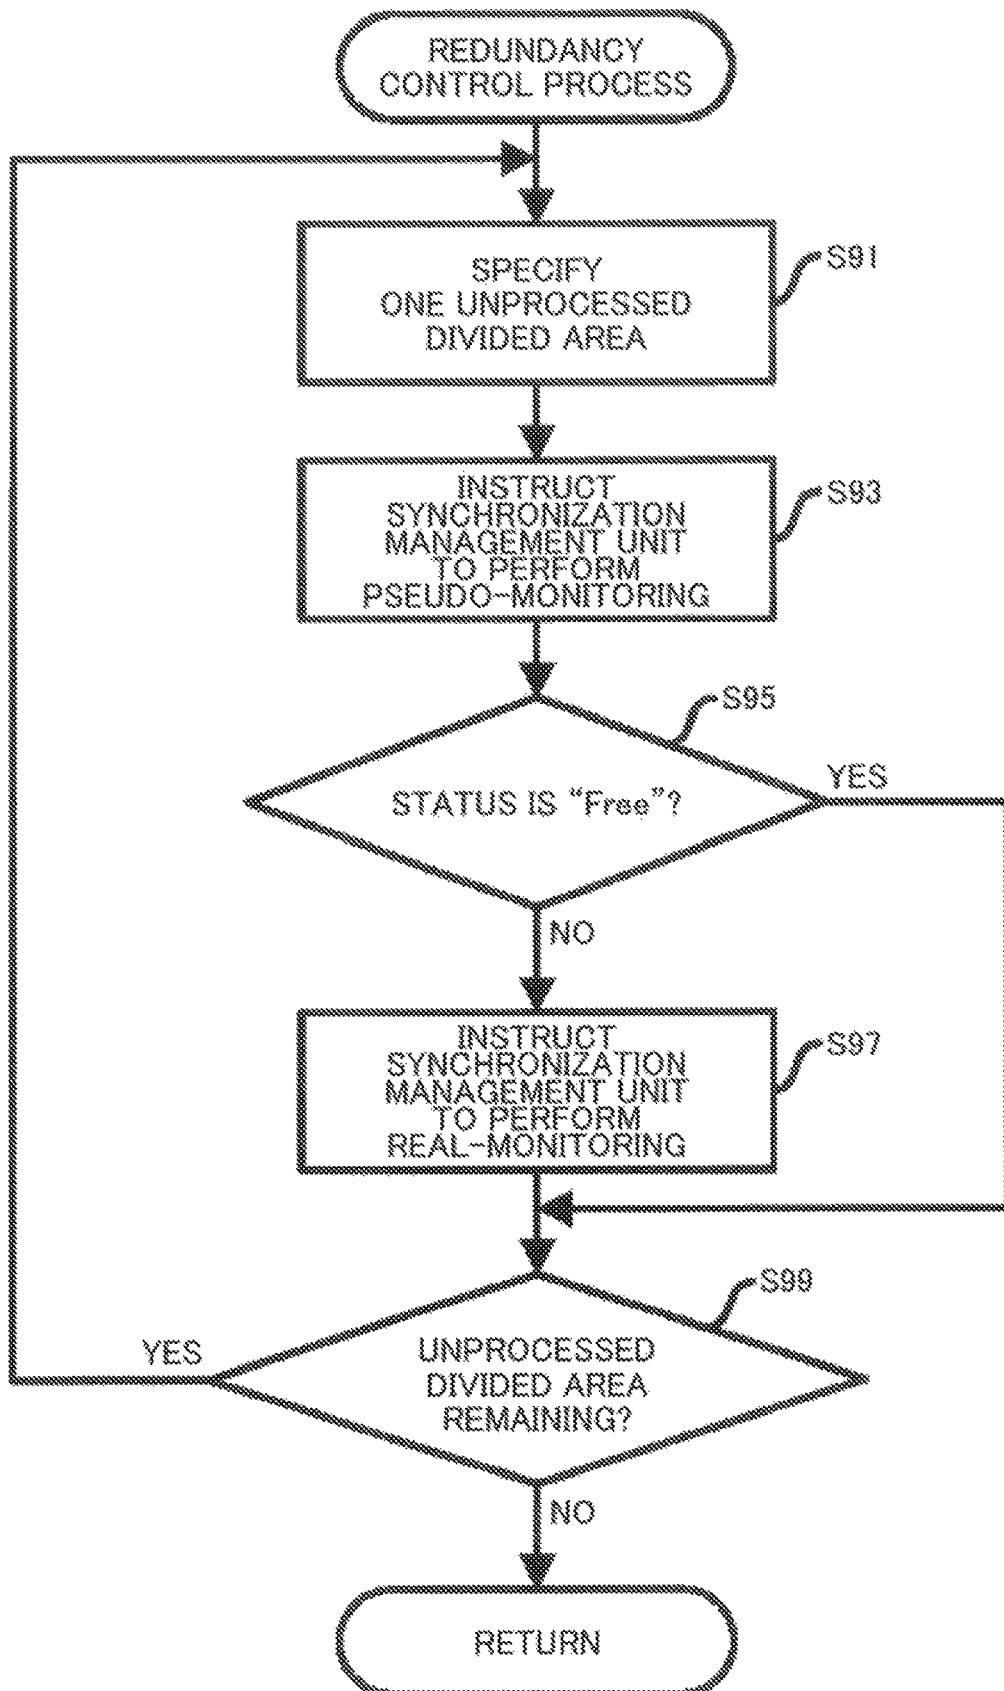 REDUNDANCY
CONTROL PROCESS
SPECIFY
ONE UNPROCESSED
DIVIDED AREA
S91
INSTRUCT
SYNCHRONIZATION
MANAGEMENT UNIT
TO PERFORM
PSEUDO-MONITORING
S93
S95
STATUS IS "Free"?
YES
NO
INSTRUCT
SYNCHRONIZATION
MANAGEMENT UNIT
TO PERFORM
REAL-MONITORING
S97
S99
YES
UNPROCESSED
DIVIDED AREA
REMAINING?
NO
RETURN